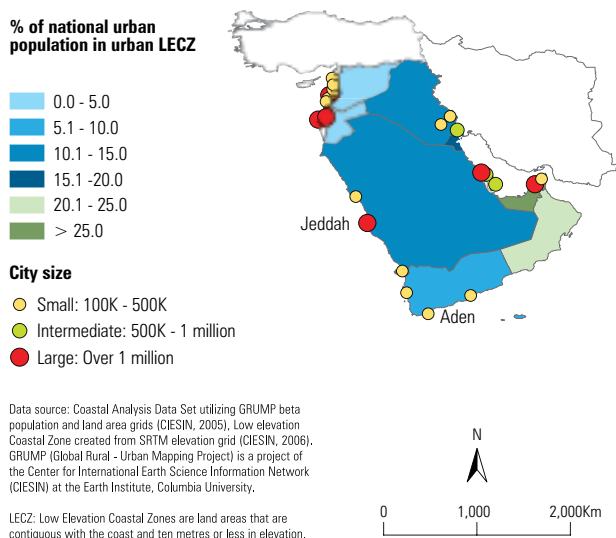 % of national urban
population in urban LECZ
0.0 - 5.0
5.1 - 10.0
10.1 - 15.0
15.1 -20.0
20.1 - 25.0
> 25.0
City size
Small: 100K - 500K
Intermediate: 500K - 1 million
Large: Over 1 million
Jeddah
Aden
Data source: Coastal Analysis Data Set utilizing GRUMP beta
population and land area grids (CIESIN, 2005), Low elevation
Coastal Zone created from SRTM elevation grid (CIESIN, 2006).
GRUMP (Global Rural - Urban Mapping Project) is a project of
the Center for International Earth Science Information Network
(CIESIN) at the Earth Institute, Columbia University.
LECZ: Low Elevation Coastal Zones are land areas that are
contiguous with the coast and ten metres or less in elevation.
N
0 1,000 2,000Km